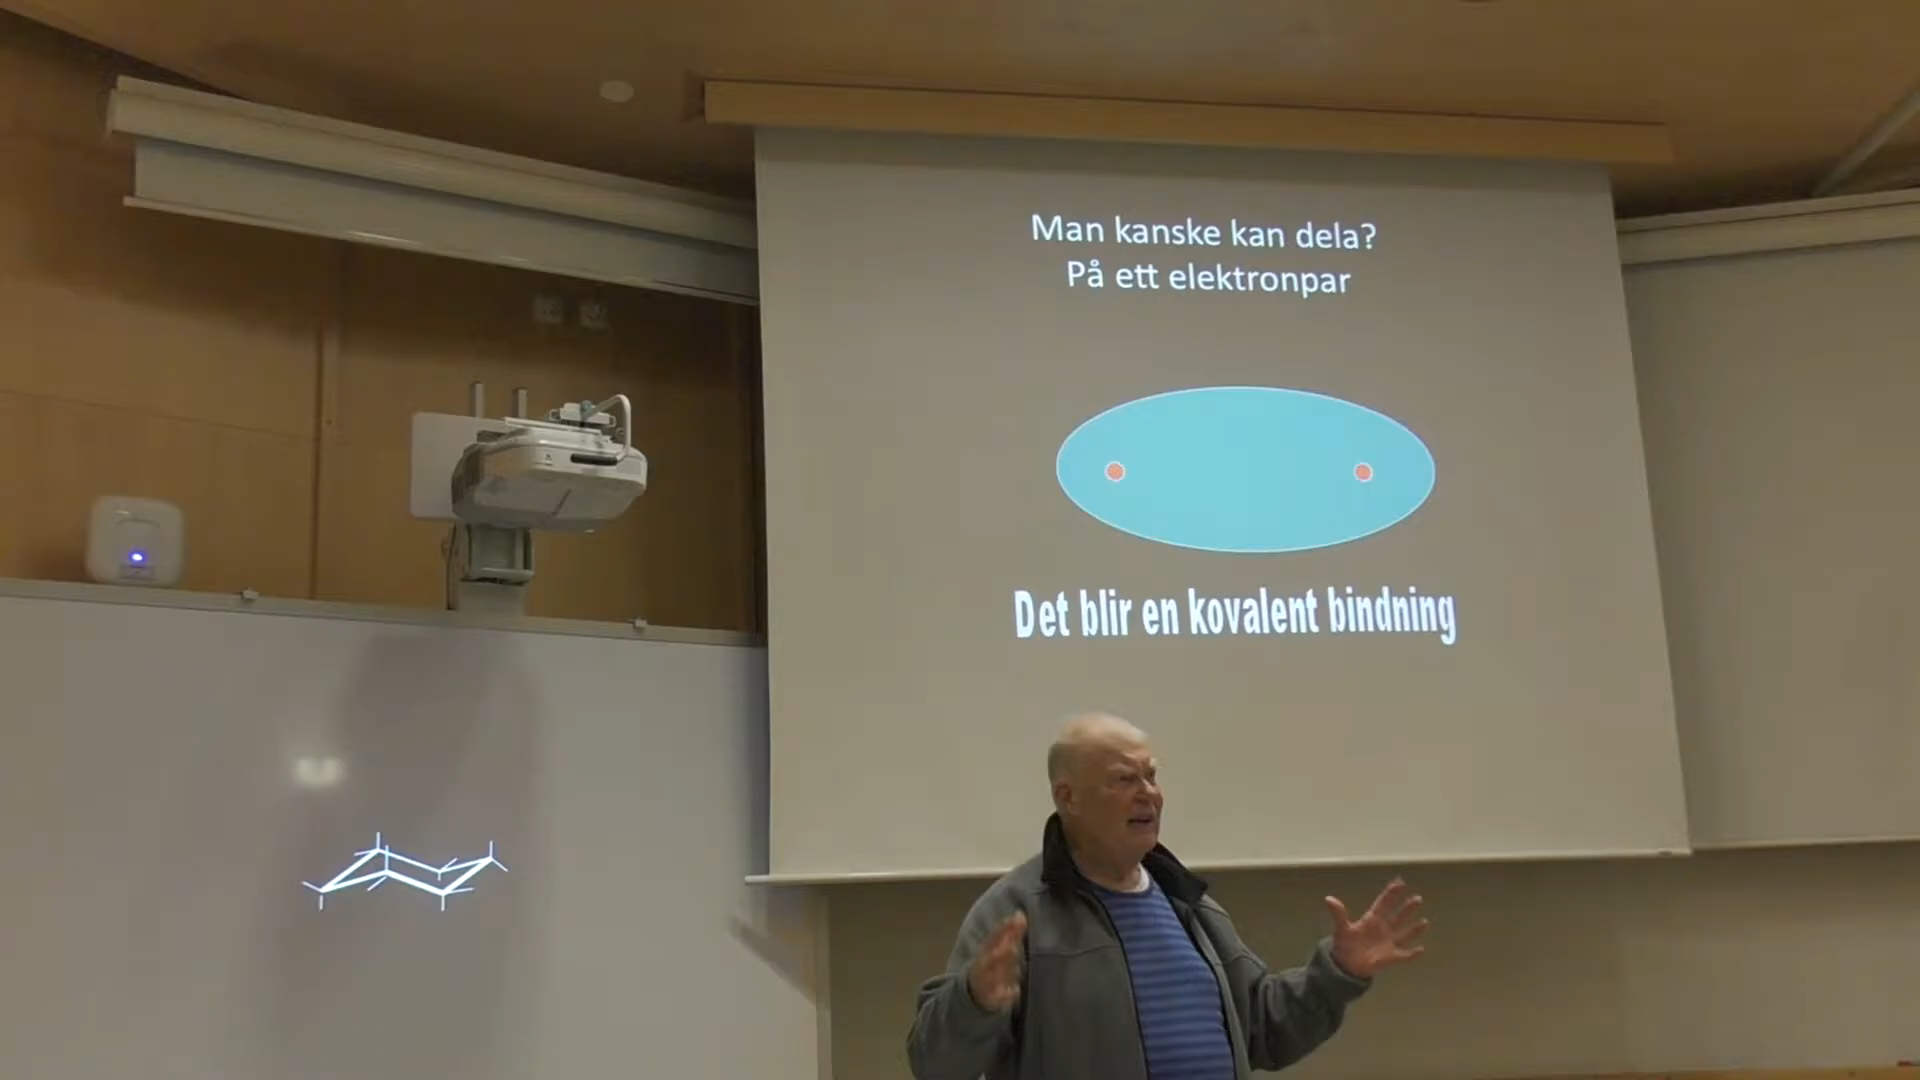 Man kanske kan dela?
På ett elektronpar
Det blir en kovalent bindning